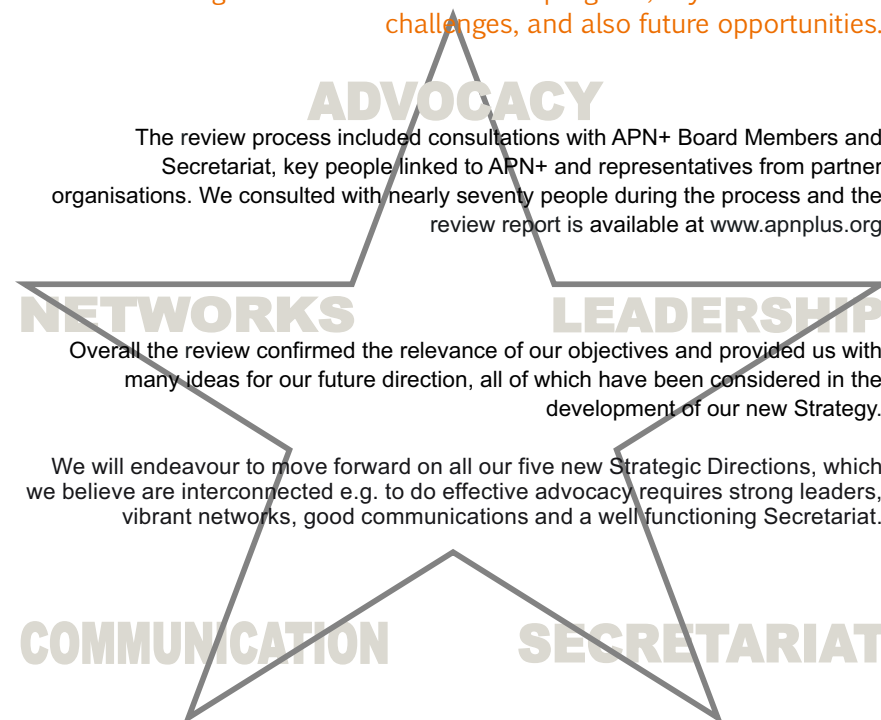 challenges, and also future opportunities.
ADVOCACY
The review process included consultations with APN+ Board Members and
Secretariat, key people linked to APN+ and representatives from partner
organisations. We consulted with nearly seventy people during the process and the
review report is available at www.apnplus.org
NETWORKS LEADERSHIP
Overall the review confirmed the relevance of our objectives and provided us with
many ideas for our future direction, all of which have been considered in the
development of our new Strategy.
We will endeavour to move forward on all our five new Strategic Directions, which
we believe are interconnected e.g. to do effective advocacy requires strong leaders,
vibrant networks, good communications and a well functioning Secretariat.
COMMUNICATION SECRETARIAT